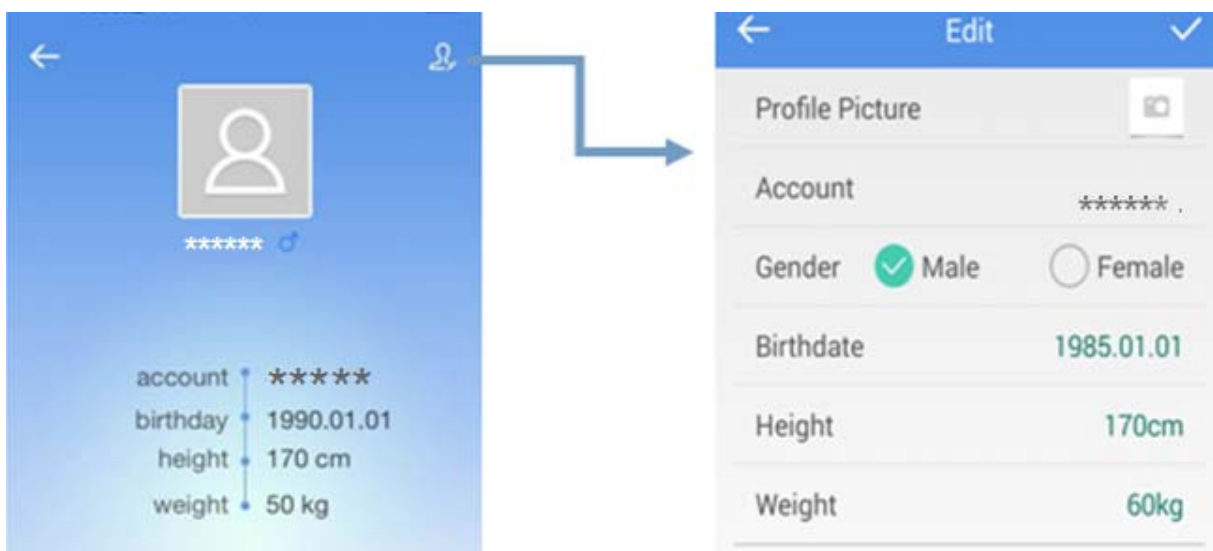 ******
account *****
birthday 1990.01.01
height 170 cm
weight 50 kg
Edit
Profile Picture
Account ****** .
Gender Male Female
Birthdate 1985.01.01
Height 170cm
Weight 60kg